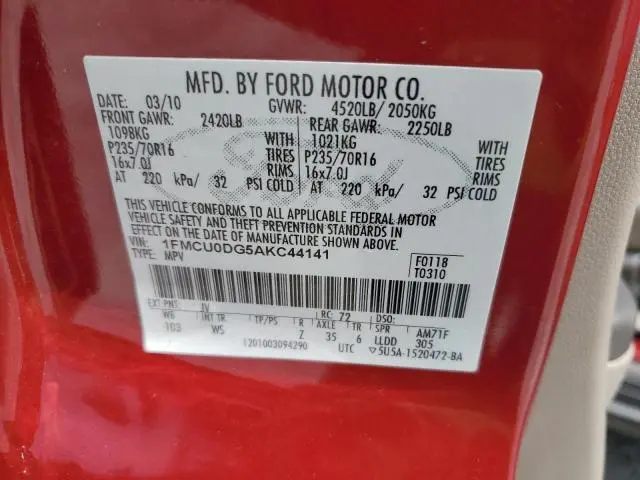 MFD. BY FORD MOTOR CO.
DATE: 03/10 GVWR: 4520LB/ 2050KG
FRONT GAWR: 2420LB REAR GAWR: 2250LB
1098KG WITH 1021KG WITH
P235/70R16 TIRES P235/70R16 TIRES
16x7.0J RIMS 16x7.0J RIMS
AT 220 kPa/ 32 PSI COLD AT 220 kPa/ 32 PSI COLD
THIS VEHICLE CONFORMS TO ALL APPLICABLE FEDERAL MOTOR
VEHICLE SAFETY AND THEFT PREVENTION STANDARDS IN
EFFECT ON THE DATE OF MANUFACTURE SHOWN ABOVE.
VIN: 1FMCU0DG5AKC44141 F0118
TYPE: MPV T0310
EXT PNT: JV RC: 72 DSO:
WB INT TR TP/PS R AXLE TR SPR AM71F
103 WS Z 35 6 LLDD 305
1201003094290 UTC ▽5U5A-1520472-BA
Ford